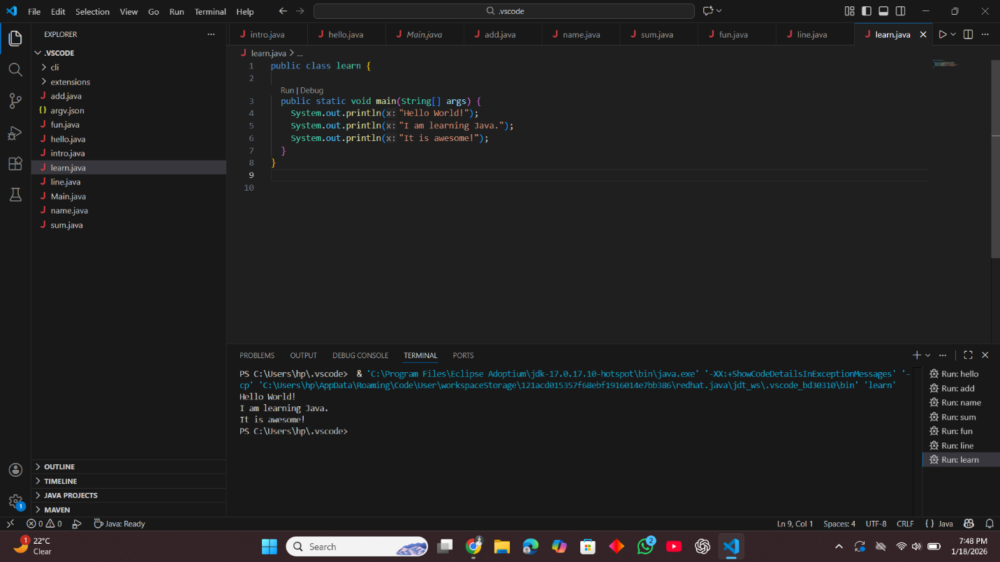 File Edit Selection View Go Run Terminal Help
.vscode
EXPLORER
intro.java
hello.java
Main.java
add.java
name.java
sum.java
fun.java
line.java
learn.java
.VSCODE
cli
extensions
add.java
argv.json
fun.java
hello.java
intro.java
learn.java
line.java
Main.java
name.java
sum.java
OUTLINE
TIMELINE
JAVA PROJECTS
MAVEN
learn.java > ...
1 public class learn {
2
Run | Debug
3 public static void main(String[] args) {
4 System.out.println(x: "Hello World!");
5 System.out.println(x: "I am learning Java.");
6 System.out.println(x: "It is awesome!");
7 }
8 }
9
10
PROBLEMS OUTPUT DEBUG CONSOLE TERMINAL PORTS
PS C:\Users\hp\.vscode> & 'C:\Program Files\Eclipse Adoptium\jdk-17.0.17.10-hotspot\bin\java.exe' '-XX:+ShowCodeDetailsInExceptionMessages' '-
cp' 'C:\Users\hp\AppData\Roaming\Code\User\workspaceStorage\121acd015357f68ebf1916014e7bb386\redhat.java\jdt_ws\.vscode_bd30310\bin' 'learn'
Hello World!
I am learning Java.
It is awesome!
PS C:\Users\hp\.vscode>
Run: hello
Run: add
Run: name
Run: sum
Run: fun
Run: line
Run: learn
1
0 0 Java: Ready
Ln 9, Col 1 Spaces: 4 UTF-8 CRLF {} Java
1
22°C
Clear
Search
2
7:48 PM
1/18/2026